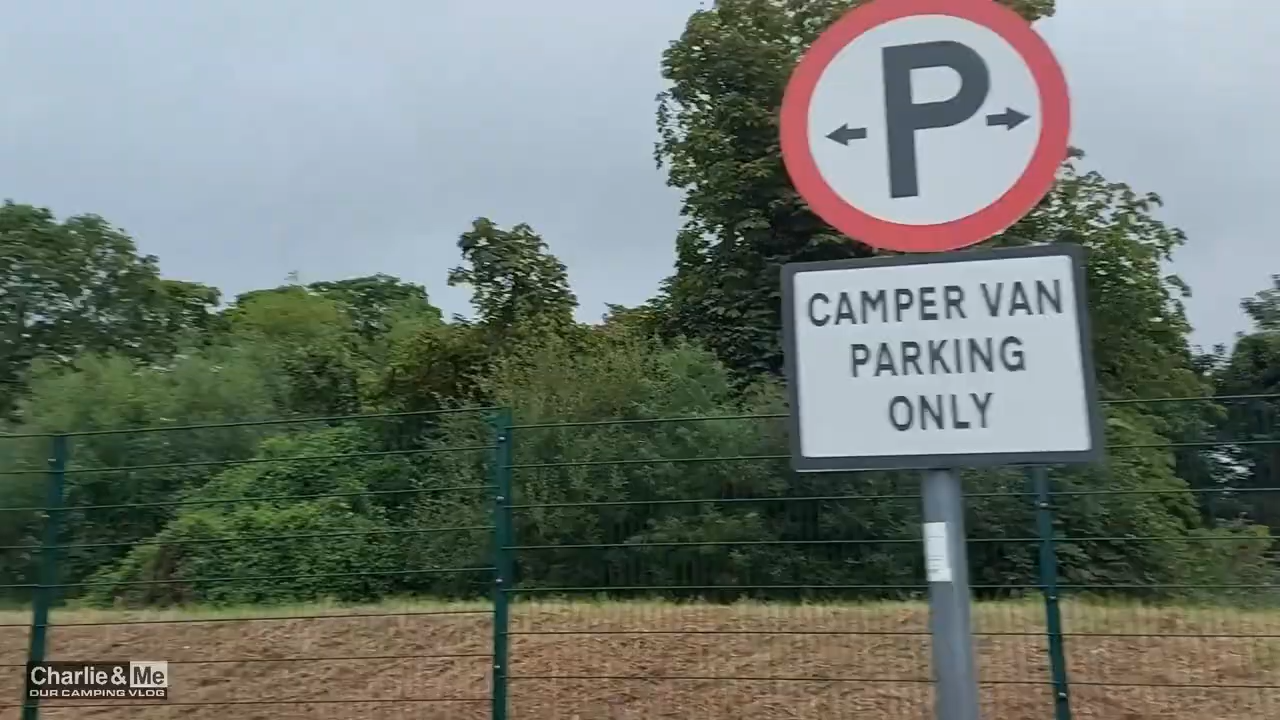 P
CAMPER VAN
PARKING
ONLY
Charlie & Me
OUR CAMPING VLOG